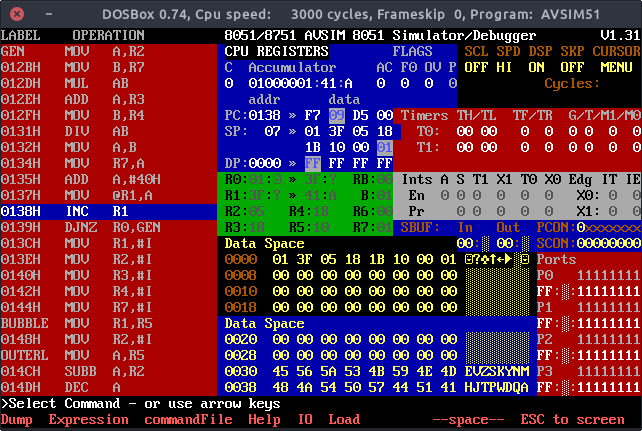 DOSBox 0.74, Cpu speed: 3000 cycles, Frameskip 0, Program: AVSIM51
LABEL OPERATION 8051/8751 AVSIM 8051 Simulator/Debugger V1.31
GEN MOV A,R2 CPU REGISTERS FLAGS SCL SPD DSP SKP CURSOR
012BH MOV B,R7 C Accumulator AC F0 OV P OFF HI ON OFF MENU
012DH MUL AB 0 01000001:41:A 0 0 0 0 Cycles:
012EH ADD A,R3 addr data
012FH MOV B,R4 PC:0138 » F7 09 D5 00 Timers TH/TL TF/TR G/T/M1/M0
0131H DIV AB SP: 07 » 01 3F 05 18 T0: 00 00 0 0 0 0 0 0
0132H MOV A,B 1B 10 00 01 T1: 00 00 0 0 0 0 0 0
0134H MOV R7,A DP:0000 » FF FF FF FF
0135H ADD A,#40H R0:01: » 3F:? RB:00 Ints A S T1 X1 T0 X0 Edg IT IE
0137H MOV @R1,A R1:3F:? » 41:A B:01 En 0 0 0 0 0 0 X0: 0 0
0138H INC R1 R2:05 R4:1B R6:00 Pr 0 0 0 0 0 X1: 0 0
0139H DJNZ R0,GEN R3:18 R5:10 R7:01 SBUF: In Out PCON:0xxxxxxx
013CH MOV R1,#I Data Space 00: 00: SCON:00000000
013EH MOV R2,#I 0000 01 3F 05 18 1B 10 00 01 Ports
0140H MOV R3,#I 0008 00 00 00 00 00 00 00 00 P0 11111111
0142H MOV R4,#I 0010 00 00 00 00 00 00 00 00 FF: :11111111
0144H MOV R7,#I 0018 00 00 00 00 00 00 00 00 P1 11111111
BUBBLE MOV R1,R5 Data Space FF: :11111111
0148H MOV R2,#I 0020 00 00 00 00 00 00 00 00 P2 11111111
OUTERL MOV A,R5 0028 00 00 00 00 00 00 00 00 FF: :11111111
014CH SUBB A,R2 0030 45 56 5A 53 4B 59 4E 4D EVZSKYNM P3 11111111
014DH DEC A 0038 48 4A 54 50 57 44 51 41 HJTPWDQA FF: :11111111
>Select Command - or use arrow keys
Dump Expression commandFile Help IO Load --space-- ESC to screen